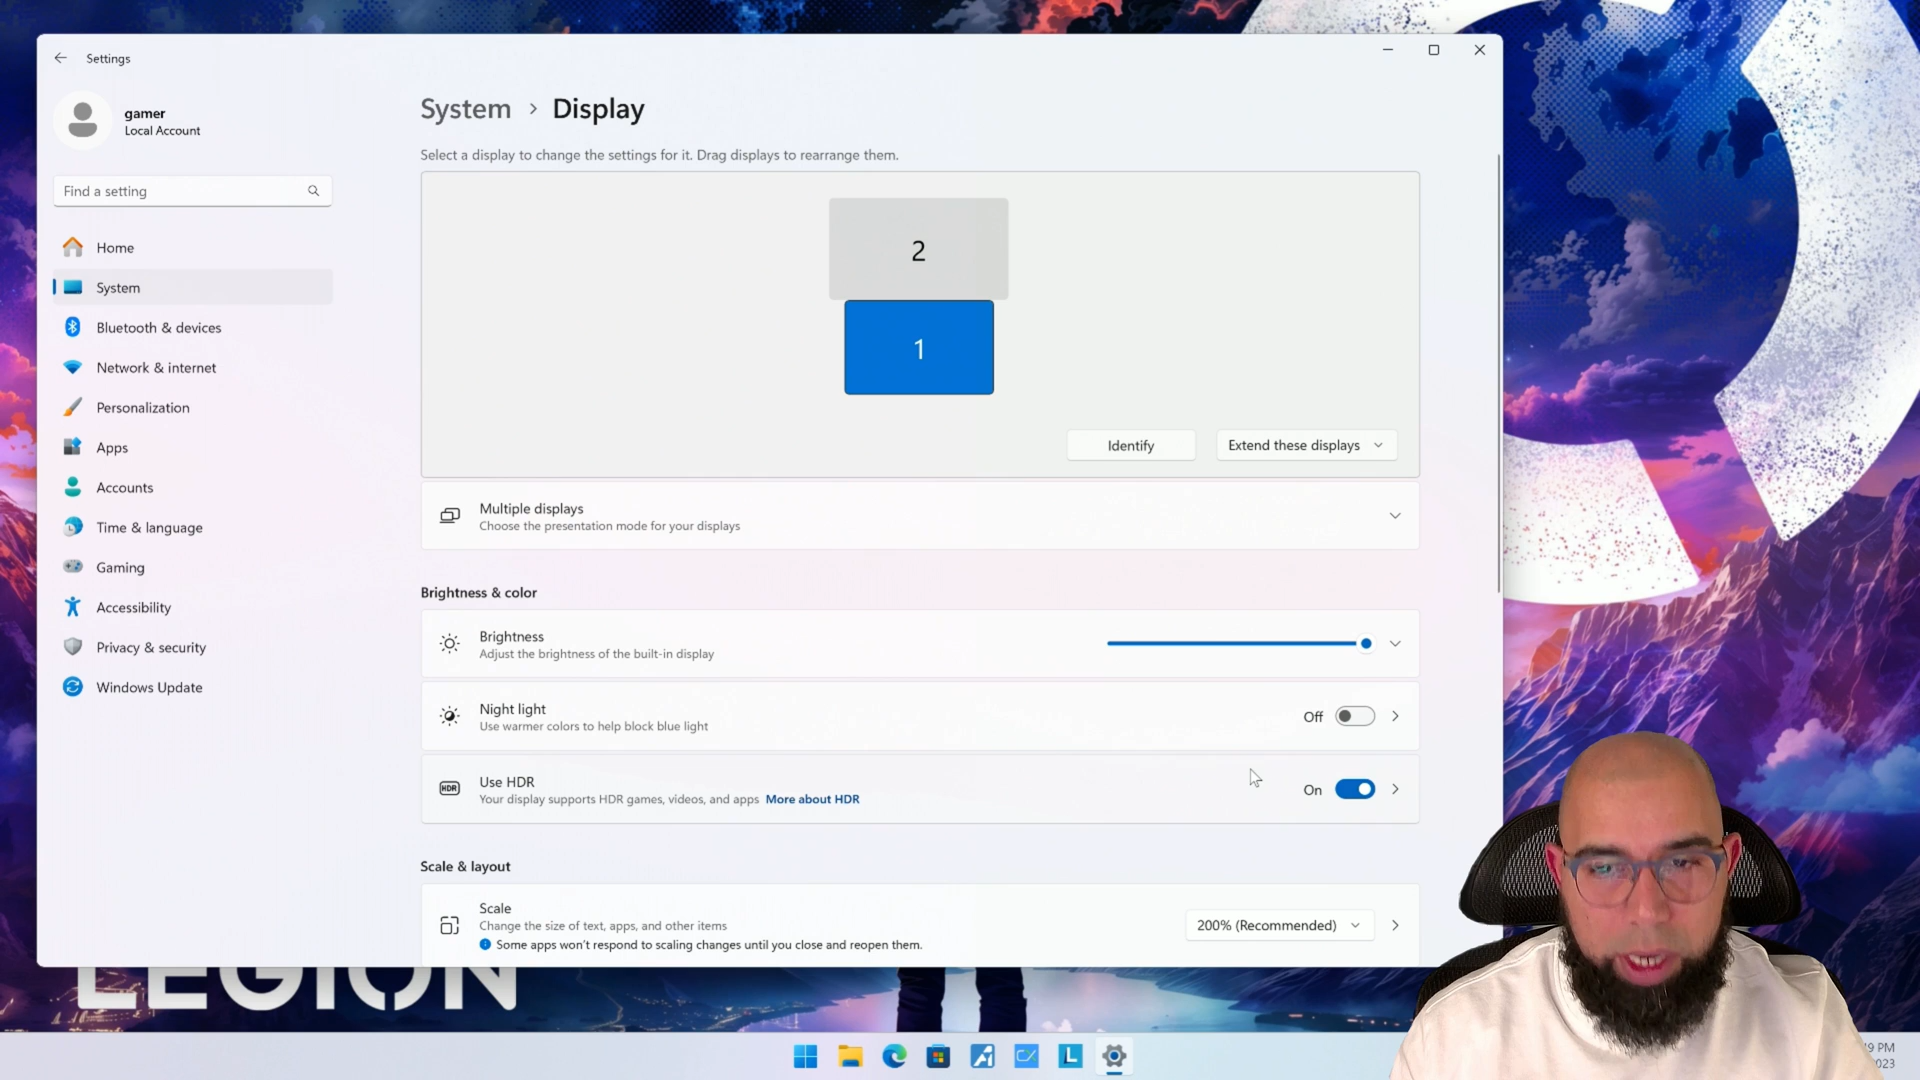 Settings
gamer
Local Account
Find a setting
Home
System
Bluetooth & devices
Network & internet
Personalization
Apps
Accounts
Time & language
Gaming
Accessibility
Privacy & security
Windows Update
System > Display
Select a display to change the settings for it. Drag displays to rearrange them.
2
1
Identify
Extend these displays
Multiple displays
Choose the presentation mode for your displays
Brightness & color
Brightness
Adjust the brightness of the built-in display
Night light
Use warmer colors to help block blue light
Off
HDR
Use HDR
Your display supports HDR games, videos, and apps More about HDR
On
Scale & layout
Scale
Change the size of text, apps, and other items
Some apps won't respond to scaling changes until you close and reopen them.
200% (Recommended)
LEGION
L
9 PM
023